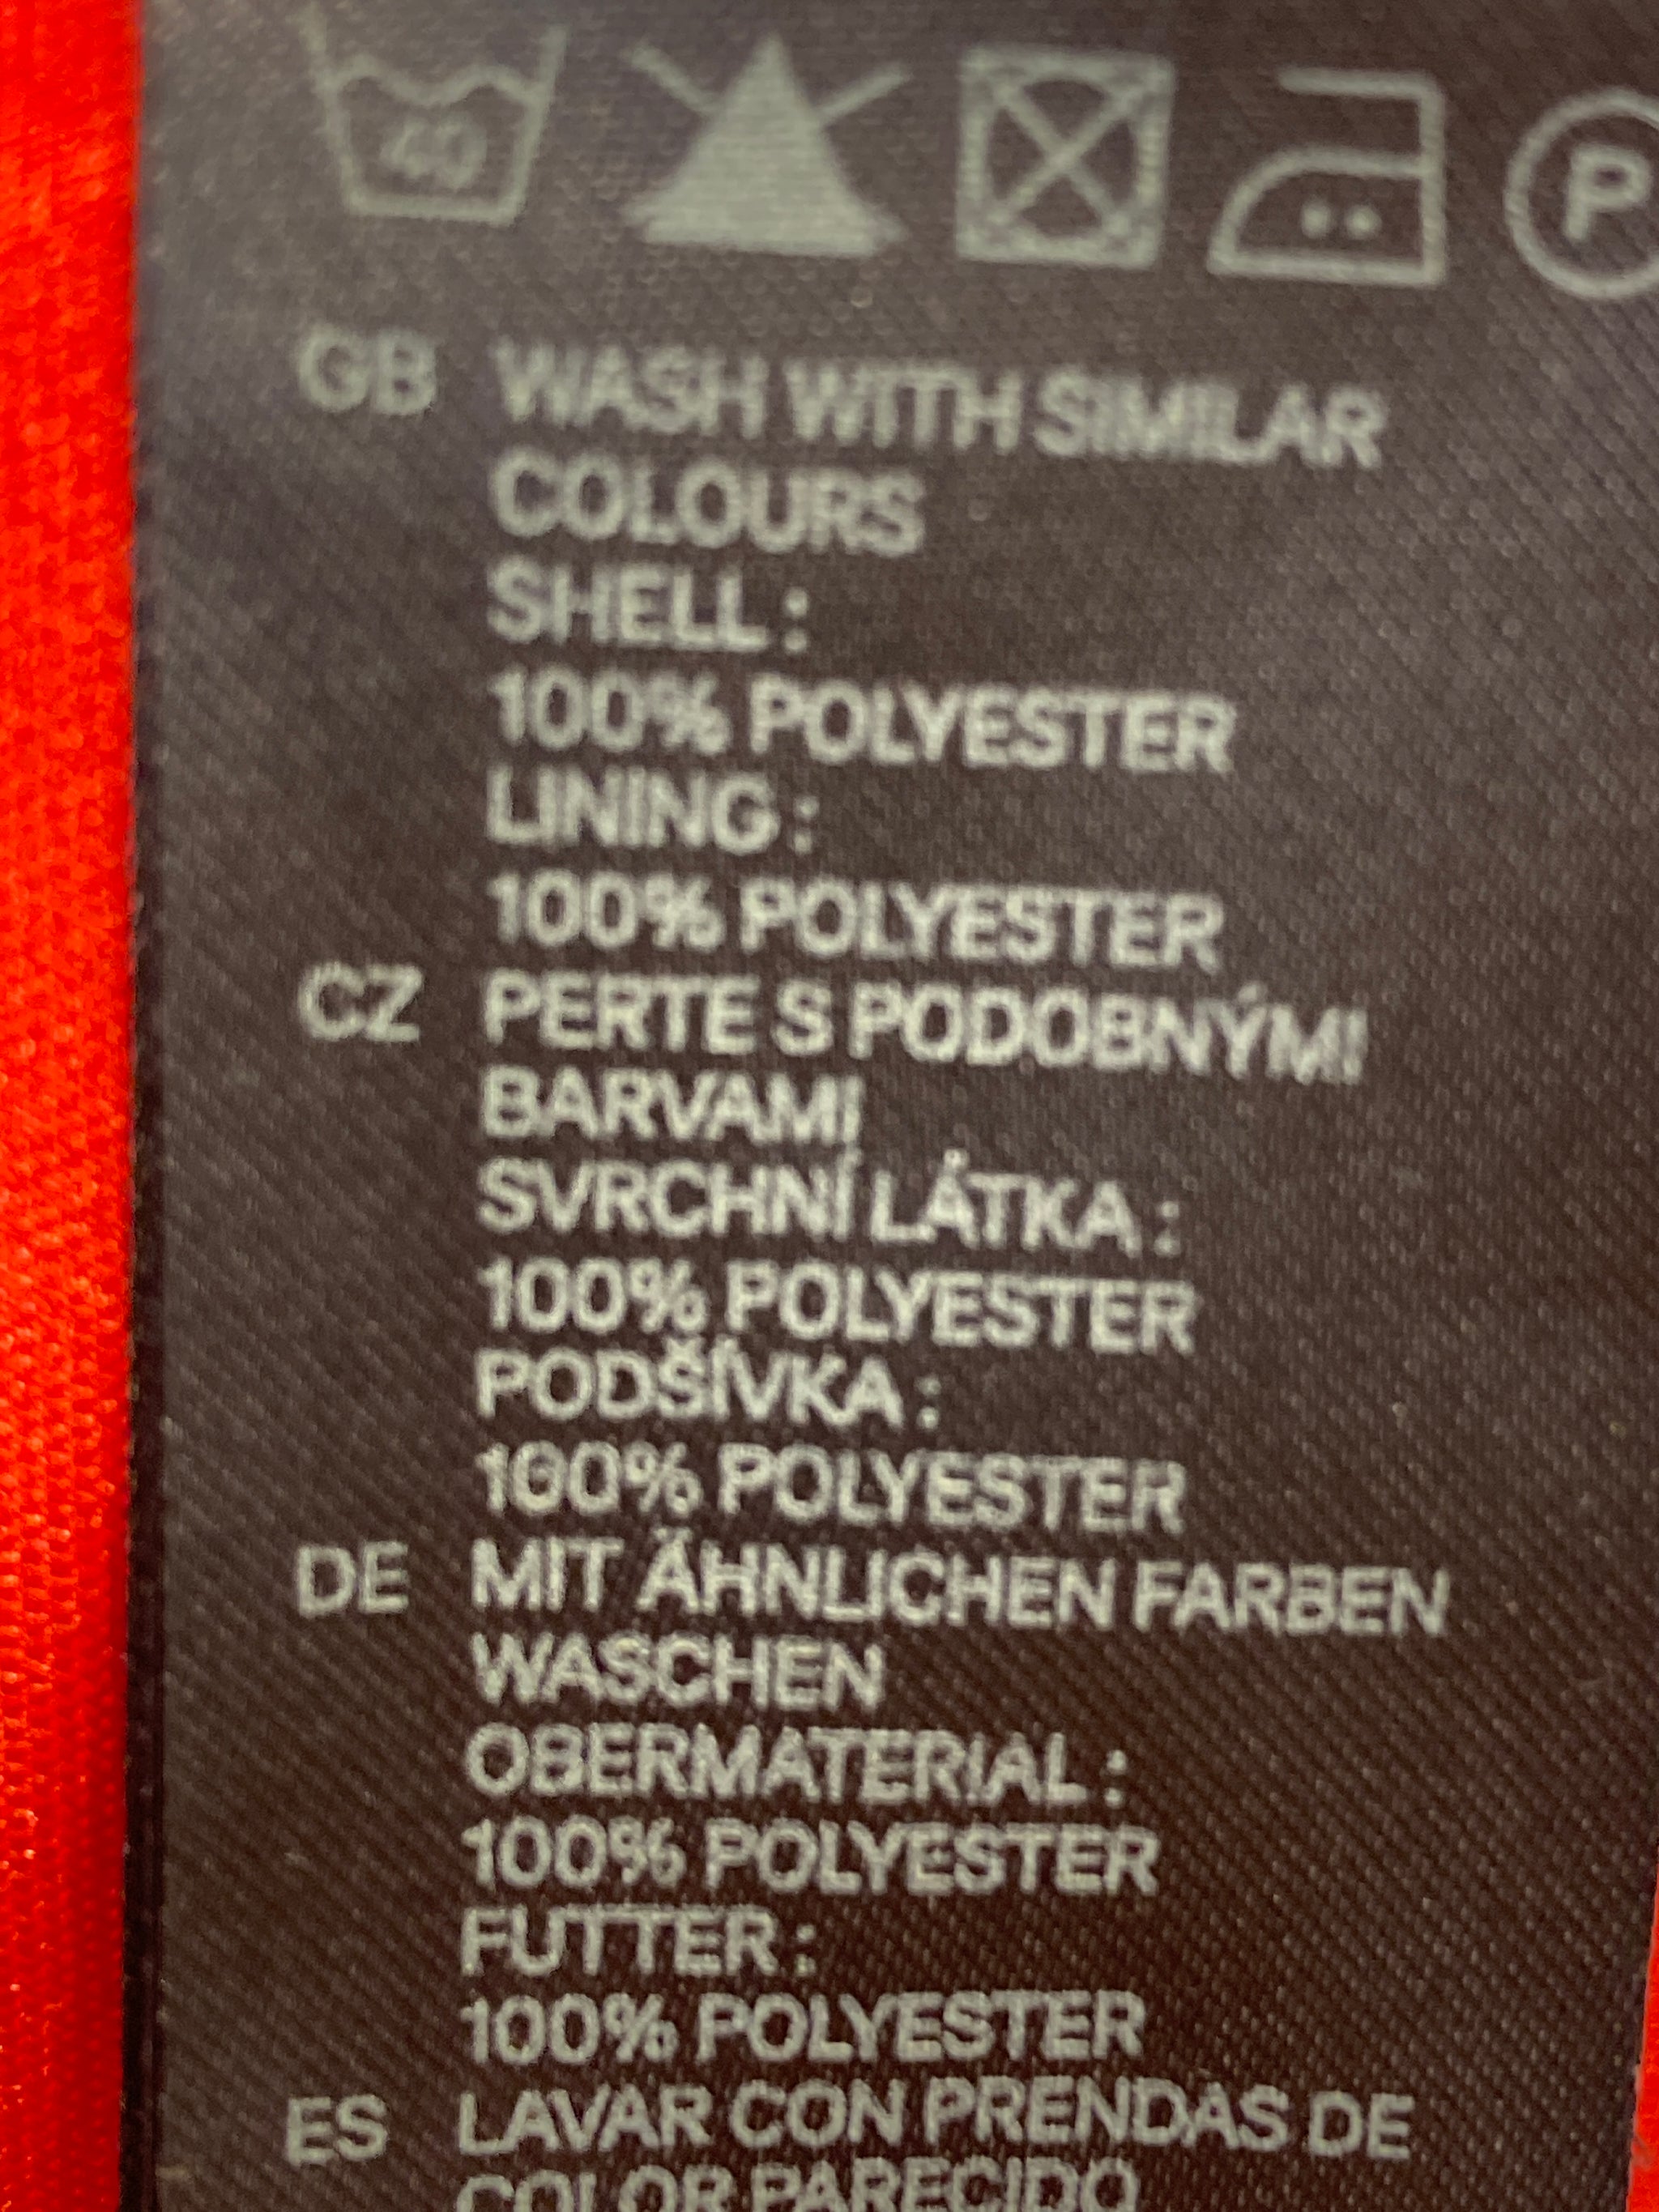 40
P
GB WASH WITH SIMILAR
COLOURS
SHELL :
100% POLYESTER
LINING :
100% POLYESTER
CZ PERTE S PODOBNÝMI
BARVAMI
SVRCHNÍ LÁTKA :
100% POLYESTER
PODŠÍVKA :
100% POLYESTER
DE MIT ÄHNLICHEN FARBEN
WASCHEN
OBERMATERIAL :
100% POLYESTER
FUTTER :
100% POLYESTER
ES LAVAR CON PRENDAS DE
COLOR PARECIDO